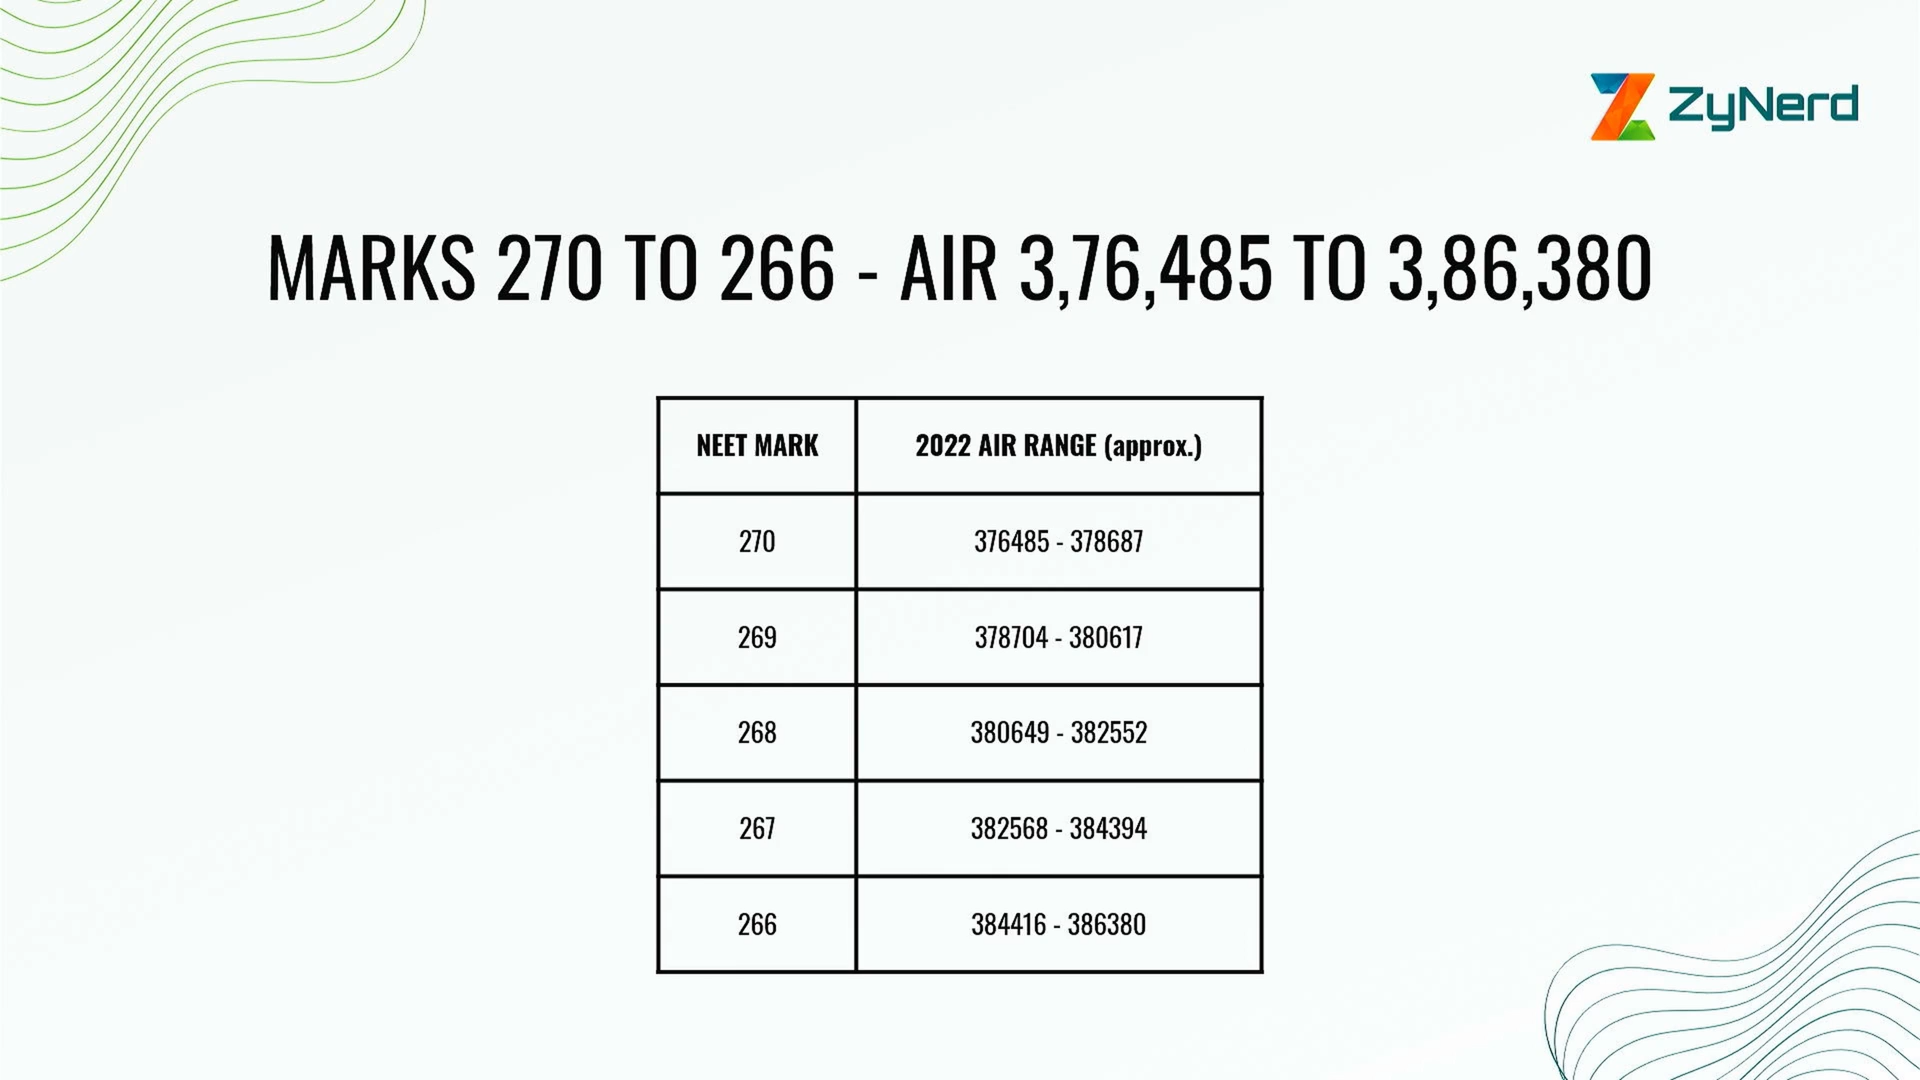 ZyNerd
MARKS 270 TO 266 - AIR 3,76,485 TO 3,86,380
NEET MARK 2022 AIR RANGE (approx.)
270 376485 - 378687
269 378704 - 380617
268 380649 - 382552
267 382568 - 384394
266 384416 - 386380